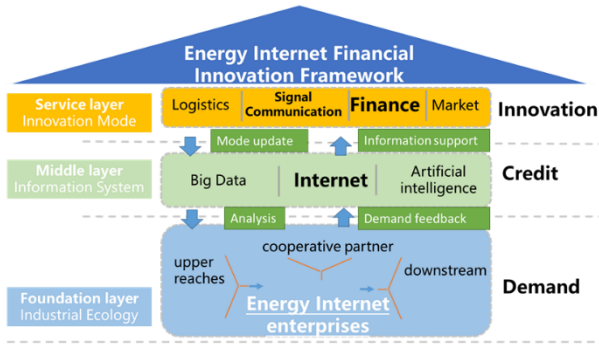 Energy Internet Financial
Innovation Framework
Service layer
Innovation Mode
Logistics
Signal
Communication
Finance
Market
Innovation
Mode update
Information support
Middle layer
Information System
Big Data
Internet
Artificial
intelligence
Credit
Analysis
Demand feedback
cooperative partner
upper
reaches
downstream
Energy Internet
enterprises
Foundation layer
Industrial Ecology
Demand